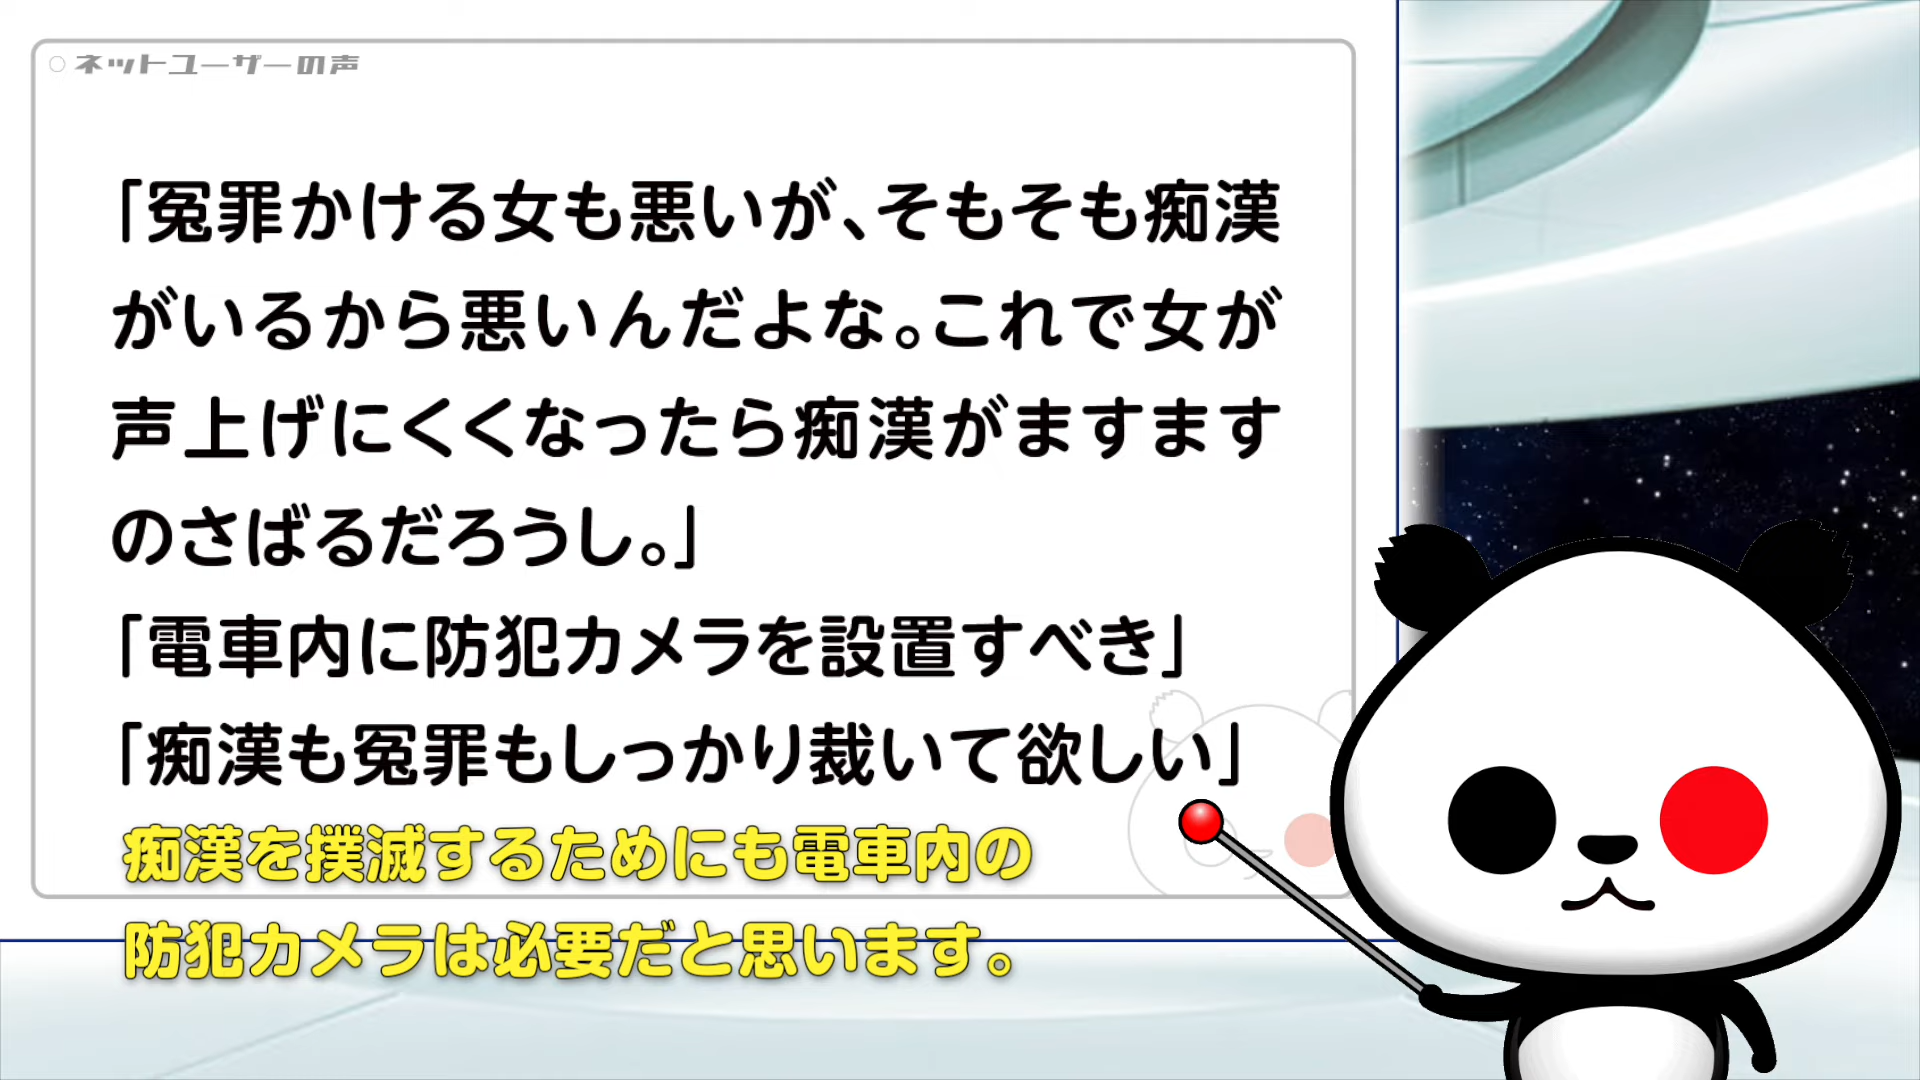 ネットユーザーの声
「冤罪かける女も悪いが、そもそも痴漢
がいるから悪いんだよな。これで女が
声上げにくくなったら痴漢がますます
のさばるだろうし。」
「電車内に防犯カメラを設置すべき」
「痴漢も冤罪もしっかり裁いて欲しい」
痴漢を撲滅するためにも電車内の
防犯カメラは必要だと思います。